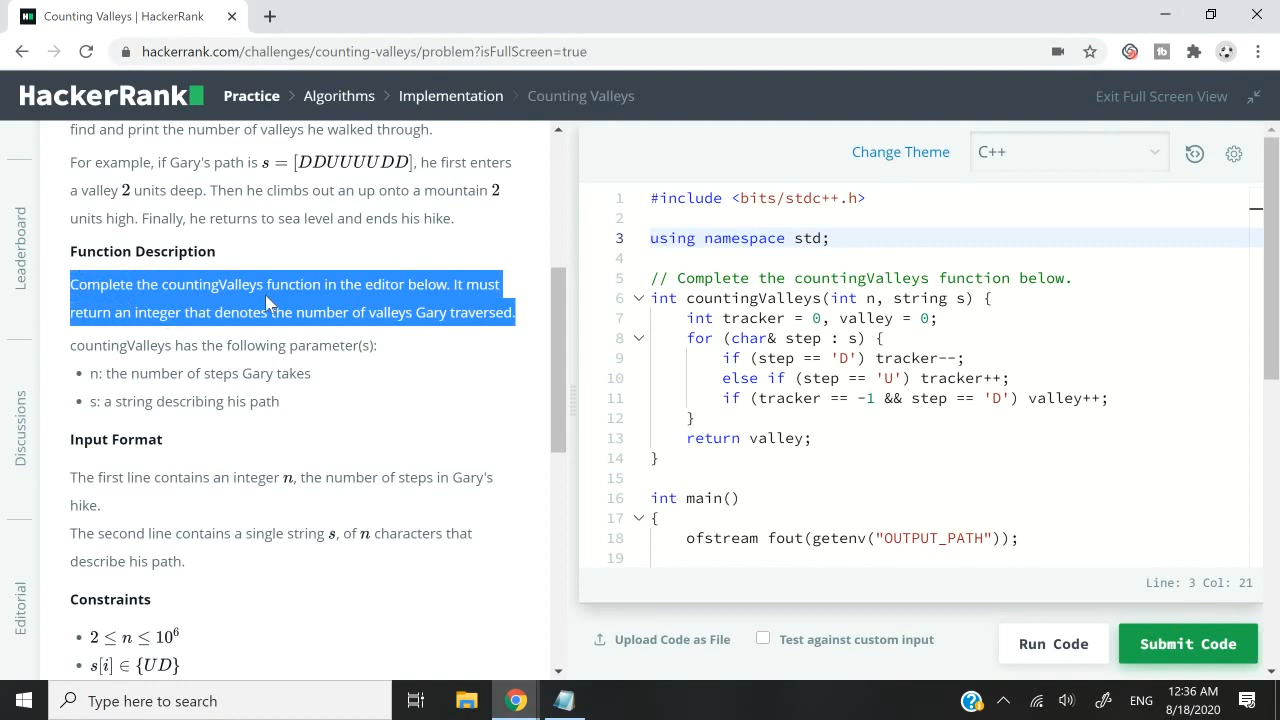 Counting Valleys | HackerRank
hackerrank.com/challenges/counting-valleys/problem?isFullScreen=true
HackerRank
Practice > Algorithms > Implementation > Counting Valleys
Exit Full Screen View
Leaderboard
Discussions
Editorial
find and print the number of valleys he walked through.
For example, if Gary's path is s = [DDUUUUDD], he first enters
a valley 2 units deep. Then he climbs out an up onto a mountain 2
units high. Finally, he returns to sea level and ends his hike.
Function Description
Complete the countingValleys function in the editor below. It must
return an integer that denotes the number of valleys Gary traversed.
countingValleys has the following parameter(s):
• n: the number of steps Gary takes
• s: a string describing his path
Input Format
The first line contains an integer n, the number of steps in Gary's
hike.
The second line contains a single string s, of n characters that
describe his path.
Constraints
• 2 ≤ n ≤ 10^6
• s[i] ∈ {UD}
Change Theme
C++
1 #include <bits/stdc++.h>
2
3 using namespace std;
4
5 // Complete the countingValleys function below.
6 int countingValleys(int n, string s) {
7     int tracker = 0, valley = 0;
8     for (char& step : s) {
9         if (step == 'D') tracker--;
10         else if (step == 'U') tracker++;
11         if (tracker == -1 && step == 'D') valley++;
12     }
13     return valley;
14 }
15
16 int main()
17 {
18     ofstream fout(getenv("OUTPUT_PATH"));
19
Line: 3 Col: 21
Upload Code as File
Test against custom input
Run Code
Submit Code
Type here to search
ENG
12:36 AM
8/18/2020